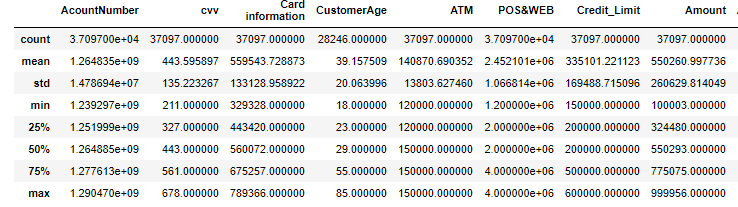 AcountNumber cvv Card information CustomerAge ATM POS&WEB Credit_Limit Amount
count 3.709700e+04 37097.000000 37097.000000 28246.000000 37097.000000 3.709700e+04 37097.000000 37097.000000
mean 1.264835e+09 443.595897 559543.728873 39.157509 140870.690352 2.452101e+06 335101.221123 550260.997736
std 1.478694e+07 135.223267 133128.958922 20.063996 13803.627460 1.066814e+06 169488.715096 260629.814049
min 1.239297e+09 211.000000 329328.000000 18.000000 120000.000000 1.200000e+06 150000.000000 100003.000000
25% 1.251999e+09 327.000000 443420.000000 23.000000 120000.000000 2.000000e+06 200000.000000 324480.000000
50% 1.264885e+09 443.000000 560072.000000 29.000000 150000.000000 2.000000e+06 200000.000000 550293.000000
75% 1.277613e+09 561.000000 675257.000000 55.000000 150000.000000 4.000000e+06 500000.000000 775075.000000
max 1.290470e+09 678.000000 789366.000000 85.000000 150000.000000 4.000000e+06 600000.000000 999956.000000